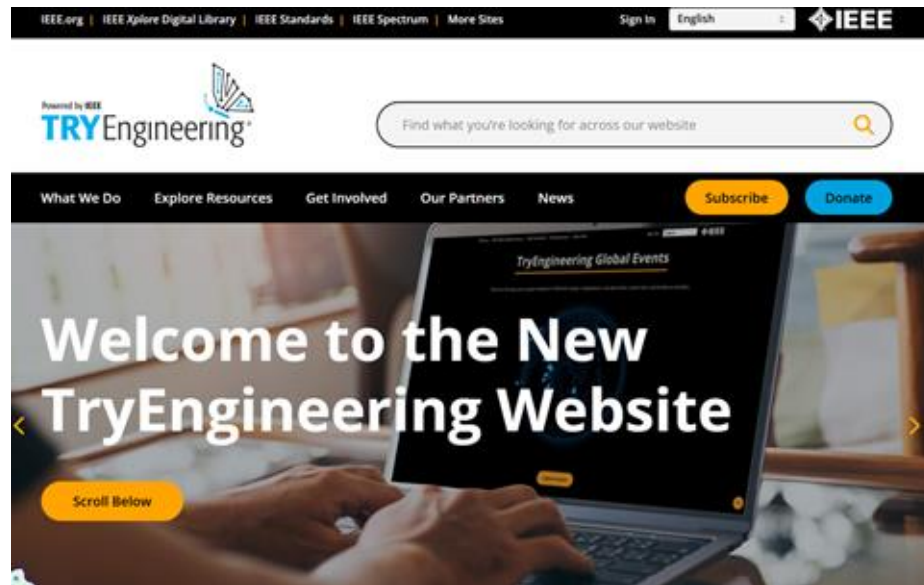 IEEE.org | IEEE Xplore Digital Library | IEEE Standards | IEEE Spectrum | More Sites
Sign In
English
IEEE
Powered by IEEE
TRYEngineering
Find what you're looking for across our website
What We Do
Explore Resources
Get Involved
Our Partners
News
Subscribe
Donate
TryEngineering Global Events
Welcome to the New
TryEngineering Website
Scroll Below